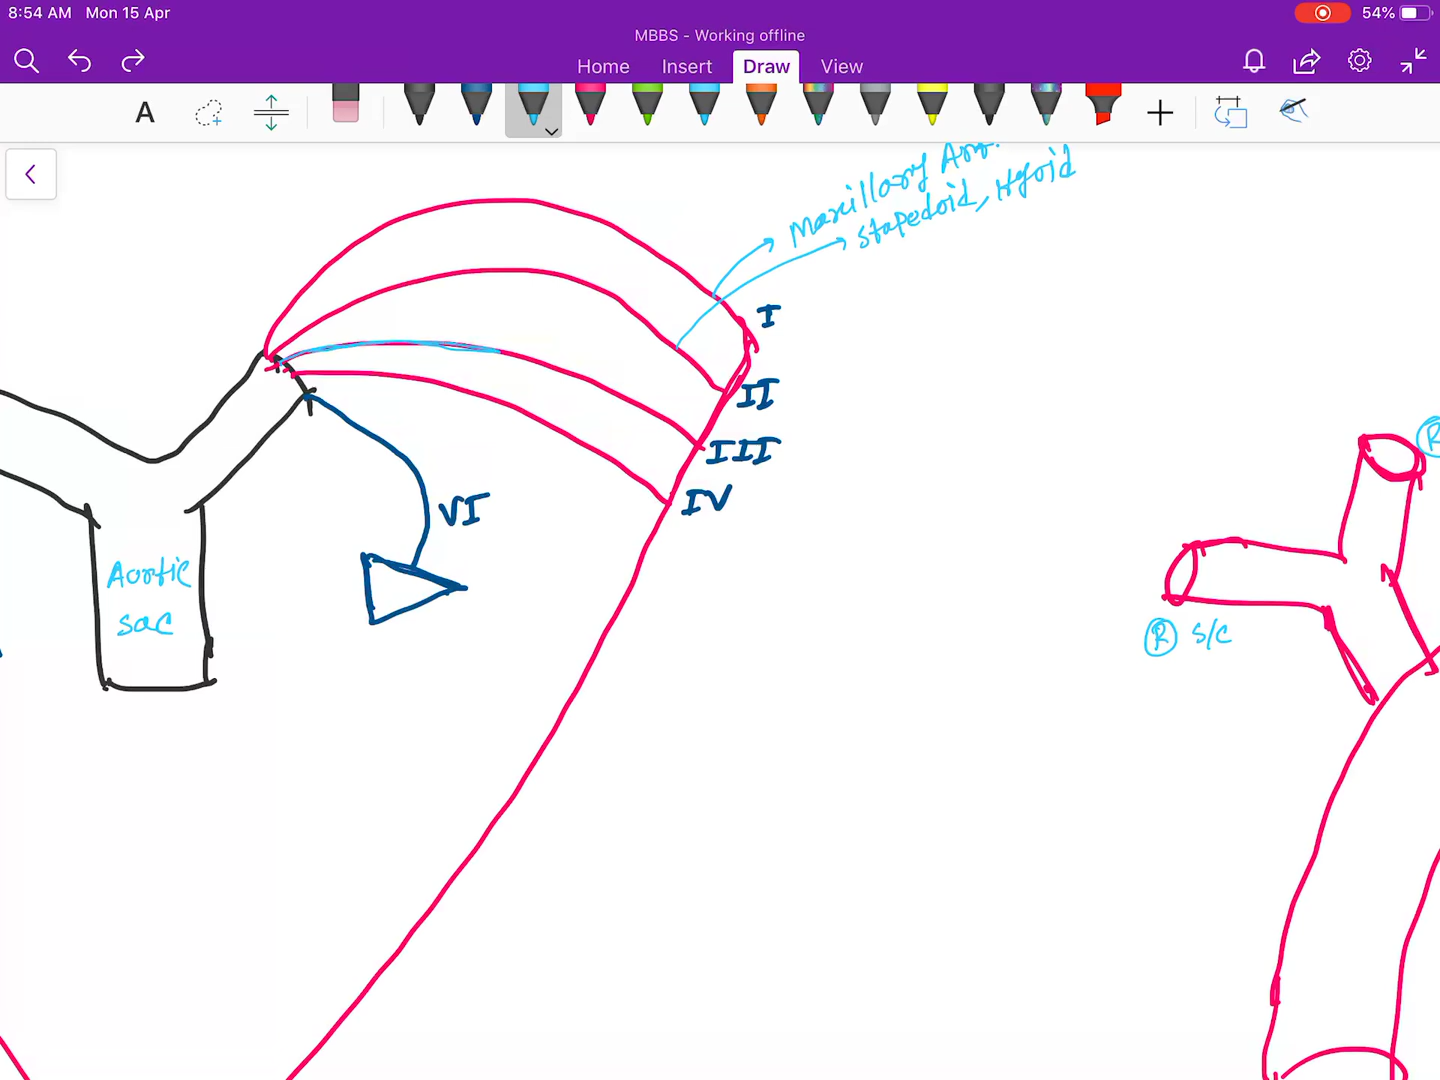 8:54 AM Mon 15 Apr 54%
MBBS - Working offline
Home Insert Draw View
A
Maxillary
stapedoid, Hyoid
I
II
III
IV
VI
Aortic
sac
R
R S/C